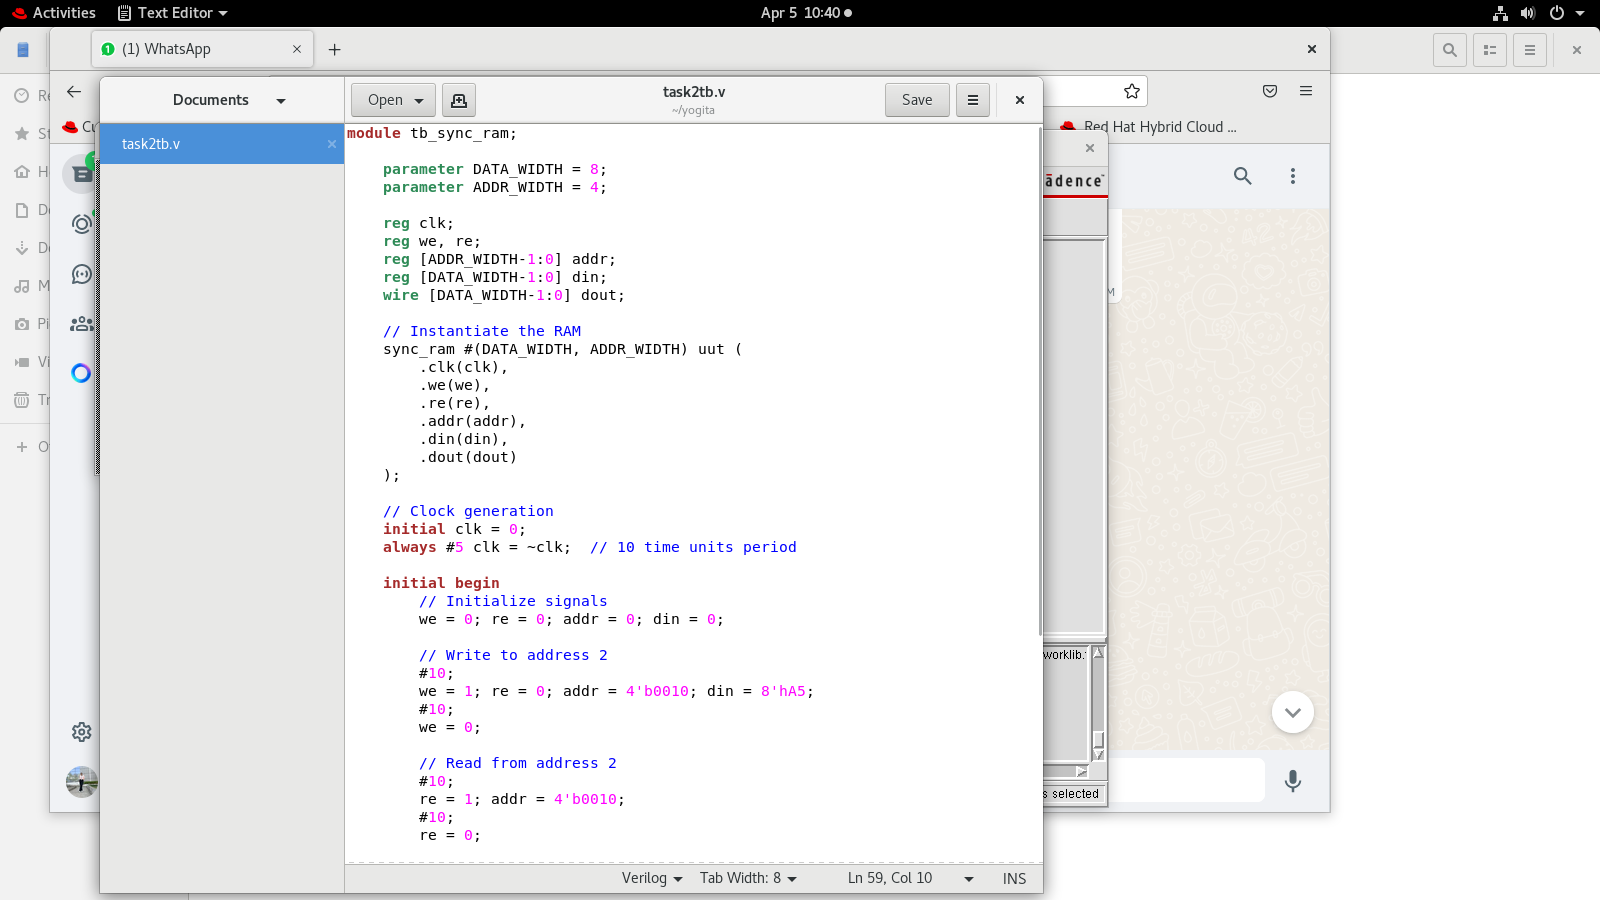 Activities
Text Editor
Apr 5 10:40
(1) WhatsApp
Documents
Open
task2tb.v
~/yogita
Save
Red Hat Hybrid Cloud ...
task2tb.v
module tb_sync_ram;
parameter DATA_WIDTH = 8;
parameter ADDR_WIDTH = 4;
reg clk;
reg we, re;
reg [ADDR_WIDTH-1:0] addr;
reg [DATA_WIDTH-1:0] din;
wire [DATA_WIDTH-1:0] dout;
// Instantiate the RAM
sync_ram #(DATA_WIDTH, ADDR_WIDTH) uut (
.clk(clk),
.we(we),
.re(re),
.addr(addr),
.din(din),
.dout(dout)
);
// Clock generation
initial clk = 0;
always #5 clk = ~clk;  // 10 time units period
initial begin
// Initialize signals
we = 0; re = 0; addr = 0; din = 0;
// Write to address 2
#10;
we = 1; re = 0; addr = 4'b0010; din = 8'hA5;
#10;
we = 0;
// Read from address 2
#10;
re = 1; addr = 4'b0010;
#10;
re = 0;
Verilog
Tab Width: 8
Ln 59, Col 10
INS
worklib.
selected